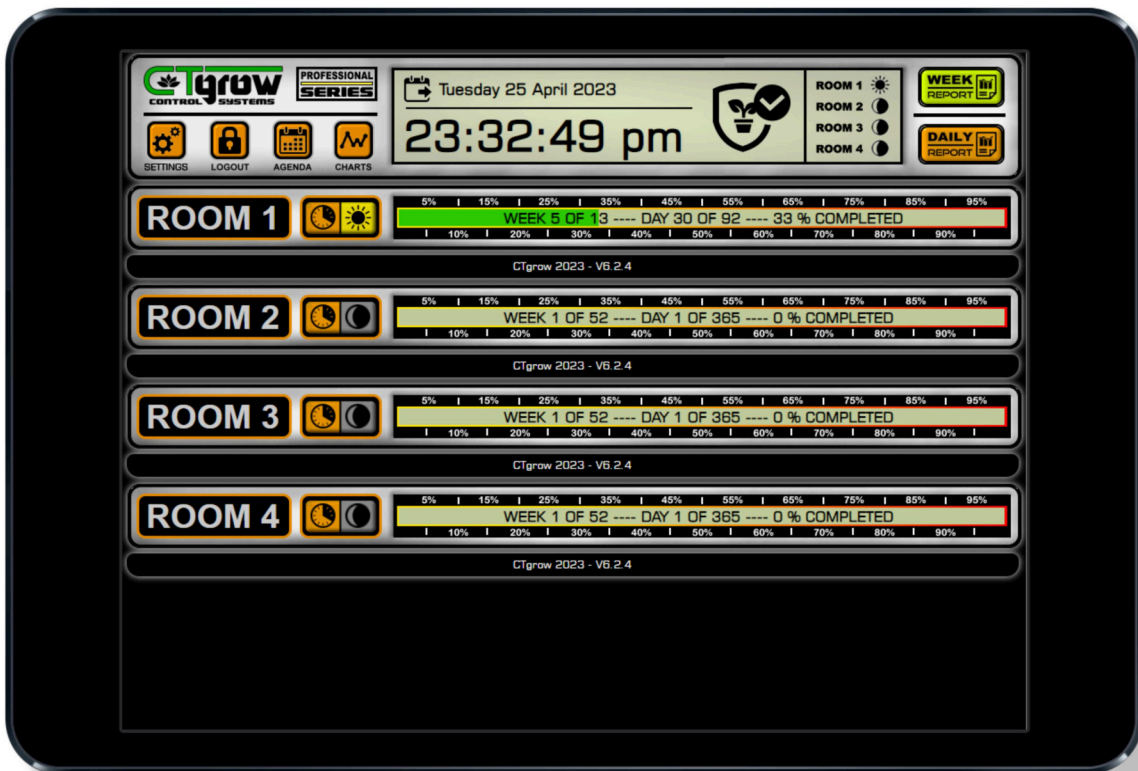 CTgrow
CONTROL SYSTEMS
PROFESSIONAL
SERIES
SETTINGS
LOGOUT
AGENDA
CHARTS
Tuesday 25 April 2023
23:32:49 pm
ROOM 1
ROOM 2
ROOM 3
ROOM 4
WEEK
REPORT
DAILY
REPORT
ROOM 1
5% 15% 25% 35% 45% 55% 65% 75% 85% 95%
WEEK 5 OF 13 ---- DAY 30 OF 92 ---- 33 % COMPLETED
10% 20% 30% 40% 50% 60% 70% 80% 90%
CTgrow 2023 - V6.2.4
ROOM 2
5% 15% 25% 35% 45% 55% 65% 75% 85% 95%
WEEK 1 OF 52 ---- DAY 1 OF 365 ---- 0 % COMPLETED
10% 20% 30% 40% 50% 60% 70% 80% 90%
CTgrow 2023 - V6.2.4
ROOM 3
5% 15% 25% 35% 45% 55% 65% 75% 85% 95%
WEEK 1 OF 52 ---- DAY 1 OF 365 ---- 0 % COMPLETED
10% 20% 30% 40% 50% 60% 70% 80% 90%
CTgrow 2023 - V6.2.4
ROOM 4
5% 15% 25% 35% 45% 55% 65% 75% 85% 95%
WEEK 1 OF 52 ---- DAY 1 OF 365 ---- 0 % COMPLETED
10% 20% 30% 40% 50% 60% 70% 80% 90%
CTgrow 2023 - V6.2.4